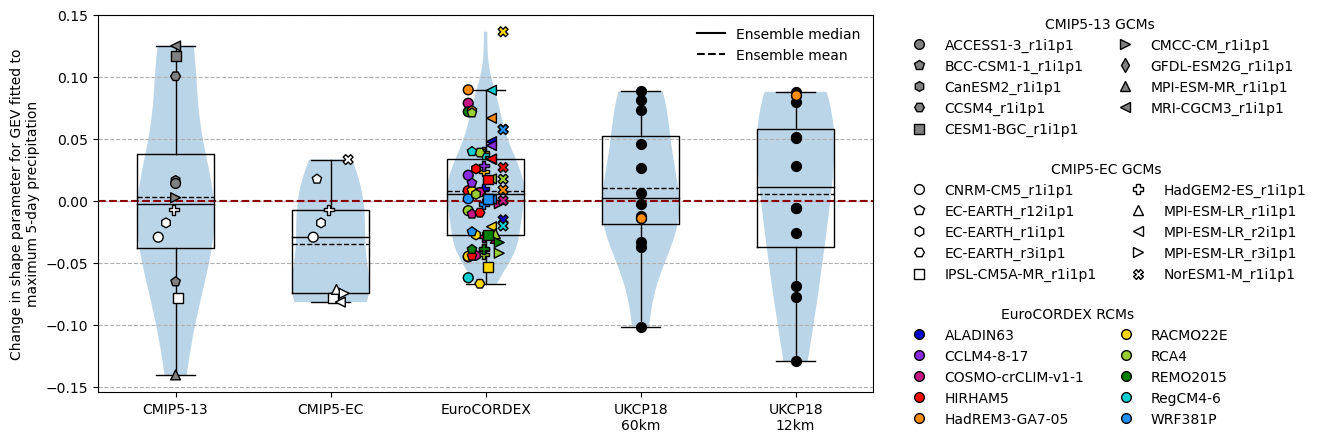 Change in shape parameter for GEV fitted to
maximum 5-day precipitation
0.15
0.10
0.05
0.00
−0.05
−0.10
−0.15
Ensemble median
Ensemble mean
CMIP5-13
CMIP5-EC
EuroCORDEX
UKCP18
60km
UKCP18
12km
CMIP5-13 GCMs
ACCESS1-3_r1i1p1
BCC-CSM1-1_r1i1p1
CanESM2_r1i1p1
CCSM4_r1i1p1
CESM1-BGC_r1i1p1
CMCC-CM_r1i1p1
GFDL-ESM2G_r1i1p1
MPI-ESM-MR_r1i1p1
MRI-CGCM3_r1i1p1
CMIP5-EC GCMs
CNRM-CM5_r1i1p1
EC-EARTH_r12i1p1
EC-EARTH_r1i1p1
EC-EARTH_r3i1p1
IPSL-CM5A-MR_r1i1p1
HadGEM2-ES_r1i1p1
MPI-ESM-LR_r1i1p1
MPI-ESM-LR_r2i1p1
MPI-ESM-LR_r3i1p1
NorESM1-M_r1i1p1
EuroCORDEX RCMs
ALADIN63
CCLM4-8-17
COSMO-crCLIM-v1-1
HIRHAM5
HadREM3-GA7-05
RACMO22E
RCA4
REMO2015
RegCM4-6
WRF381P